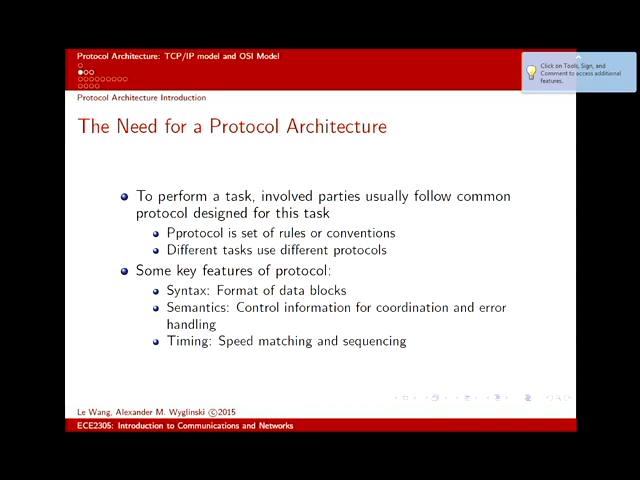 Protocol Architecture: TCP/IP model and OSI Model
Click on Tools, Sign, and
Comment to access additional
features.
Protocol Architecture Introduction
The Need for a Protocol Architecture
To perform a task, involved parties usually follow common
protocol designed for this task
Pprotocol is set of rules or conventions
Different tasks use different protocols
Some key features of protocol:
Syntax: Format of data blocks
Semantics: Control information for coordination and error
handling
Timing: Speed matching and sequencing
Le Wang, Alexander M. Wyglinski ©2015
ECE2305: Introduction to Communications and Networks